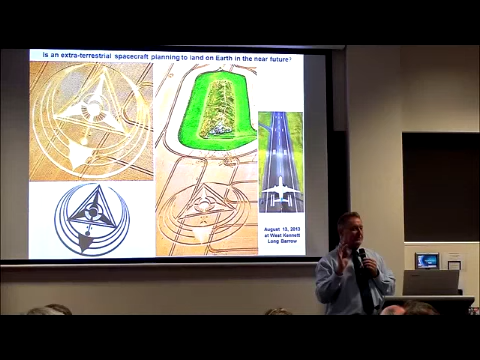 is an extra-terrestrial spacecraft planning to land on Earth in the near future?
August 13, 2013
at West Kennett
Long Barrow